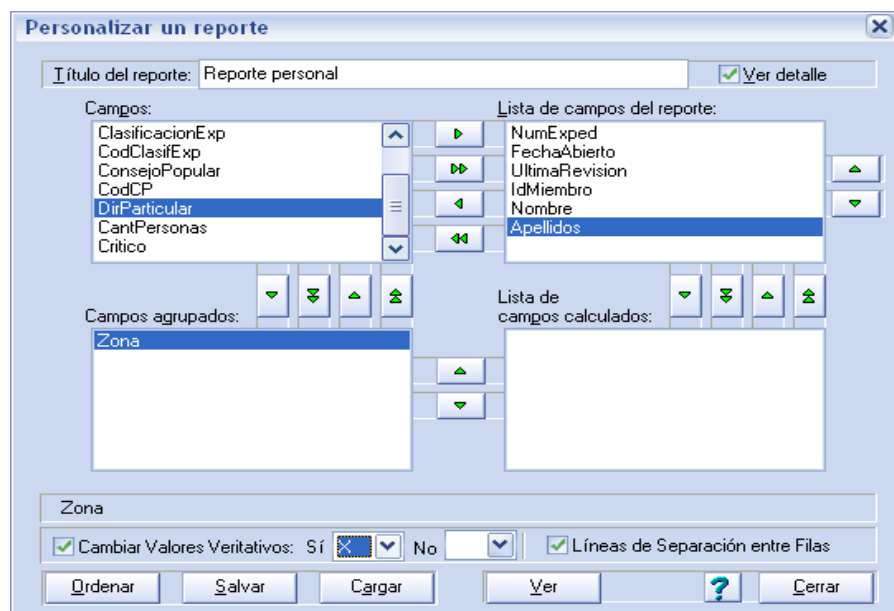 Personalizar un reporte
Título del reporte: Reporte personal Ver detalle
Campos:
ClasificacionExp
CodClasifExp
ConsejoPopular
CodCP
DirParticular
CantPersonas
Critico
Lista de campos del reporte:
NumExped
FechaAbierto
UltimaRevision
IdMiembro
Nombre
Apellidos
Campos agrupados:
Zona
Lista de
campos calculados:
Zona
Cambiar Valores Veritativos: Sí X No Líneas de Separación entre Filas
Ordenar Salvar Cargar Ver ? Cerrar